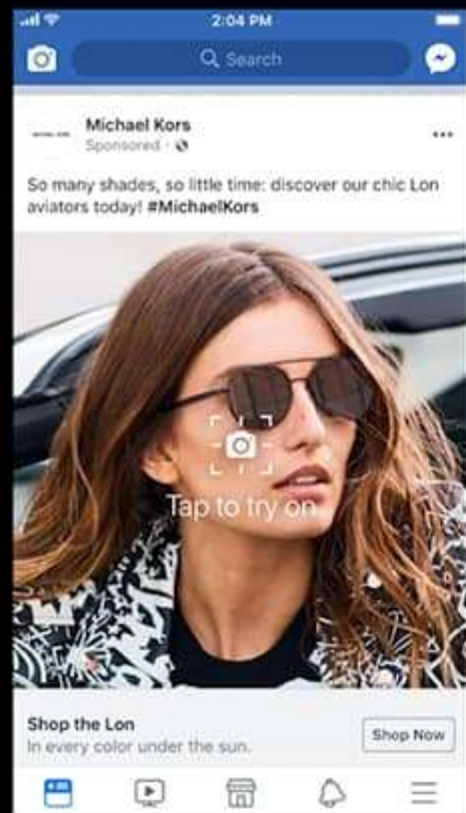 2:04 PM
Search
Michael Kors
Sponsored ·
So many shades, so little time: discover our chic Lon
aviators today! #MichaelKors
Tap to try on
Shop the Lon
In every color under the sun.
Shop Now